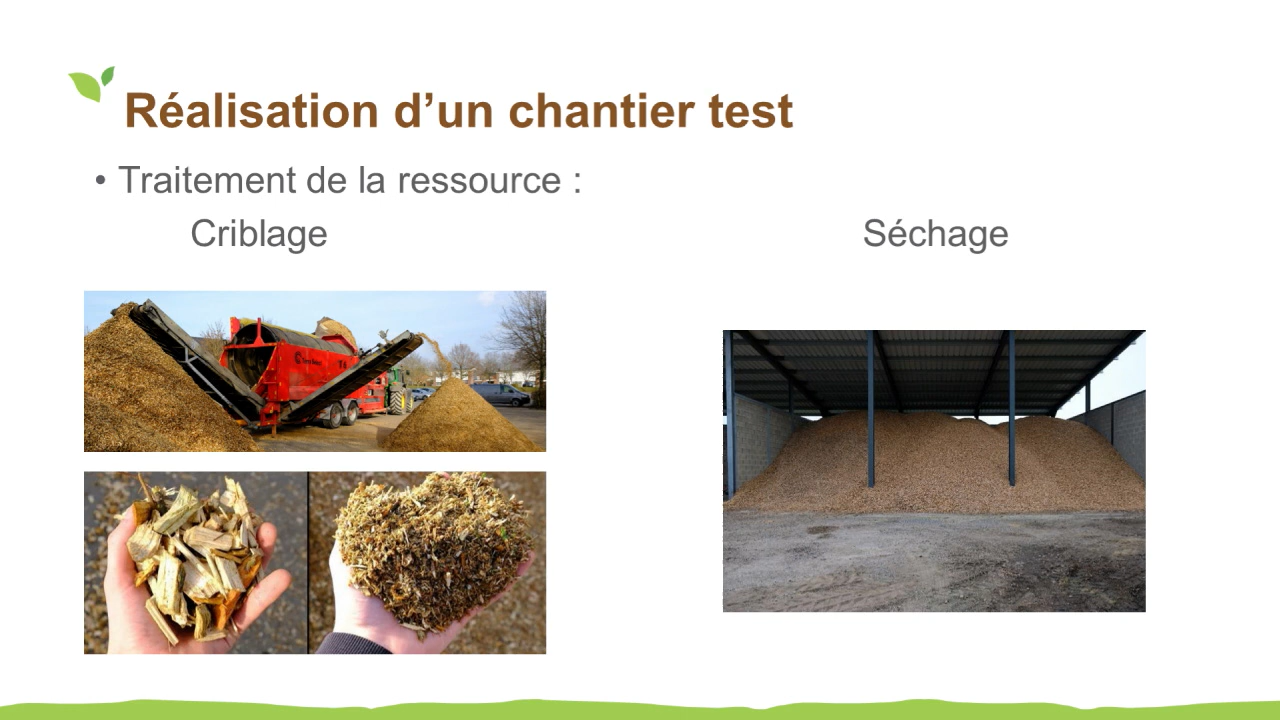 Réalisation d’un chantier test
• Traitement de la ressource :
Criblage
Séchage